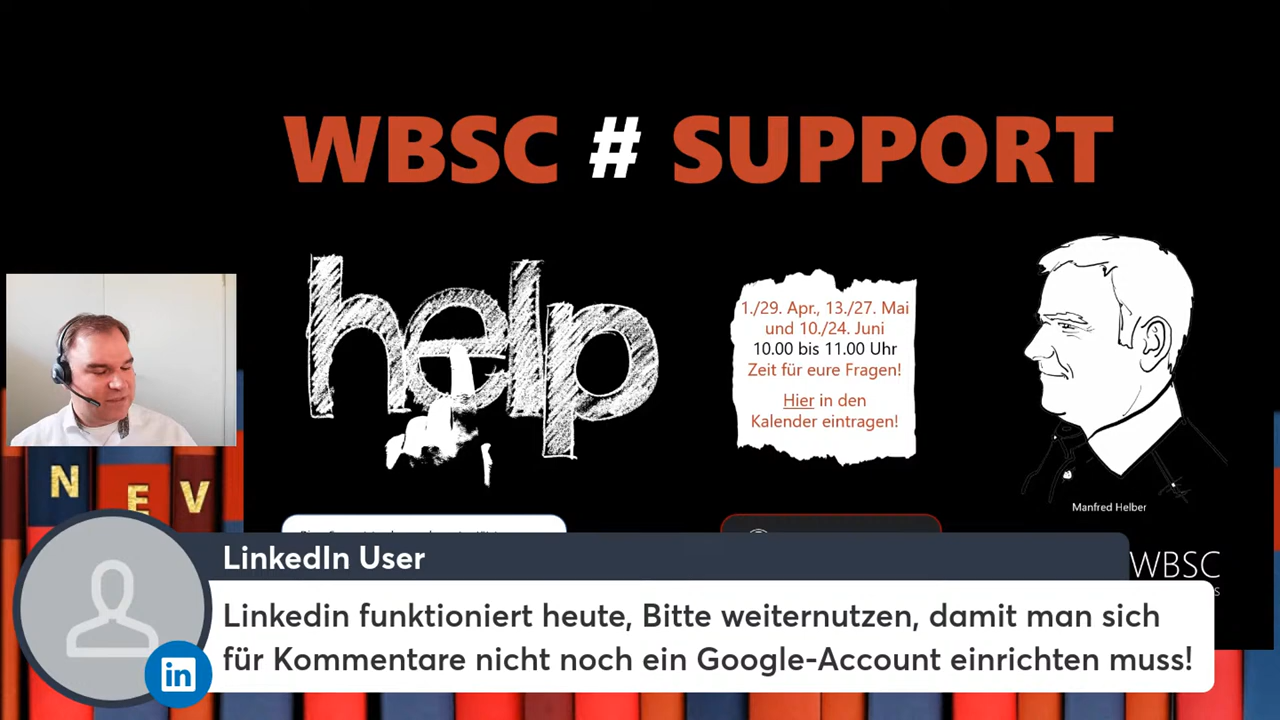 WBSC # SUPPORT
help
1./29. Apr., 13./27. Mai
und 10./24. Juni
10.00 bis 11.00 Uhr
Zeit für eure Fragen!
Hier in den
Kalender eintragen!
Manfred Helber
N E V
WBSC
LinkedIn User
Linkedin funktioniert heute, Bitte weiternutzen, damit man sich
für Kommentare nicht noch ein Google-Account einrichten muss!
in